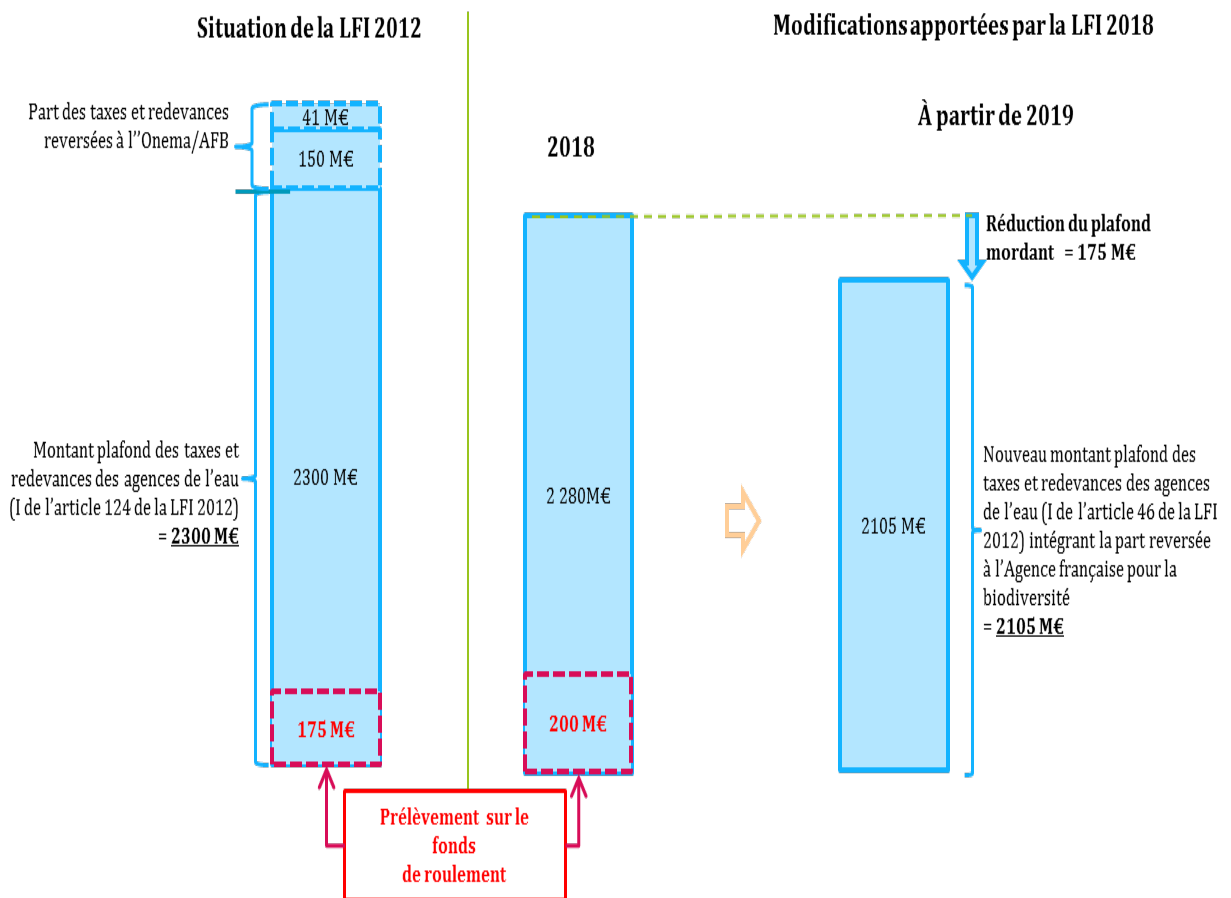 Situation de la LFI 2012
Modifications apportées par la LFI 2018
Part des taxes et redevances
reversées à l''Onema/AFB
41 M€
150 M€
2018
À partir de 2019
Réduction du plafond
mordant = 175 M€
Montant plafond des taxes et
redevances des agences de l'eau
(I de l'article 124 de la LFI 2012)
= 2300 M€
2300 M€
2 280M€
2105 M€
Nouveau montant plafond des
taxes et redevances des agences
de l'eau (I de l'article 46 de la LFI
2012) intégrant la part reversée
à l'Agence française pour la
biodiversité
= 2105 M€
175 M€
200 M€
Prélèvement sur le
fonds
de roulement